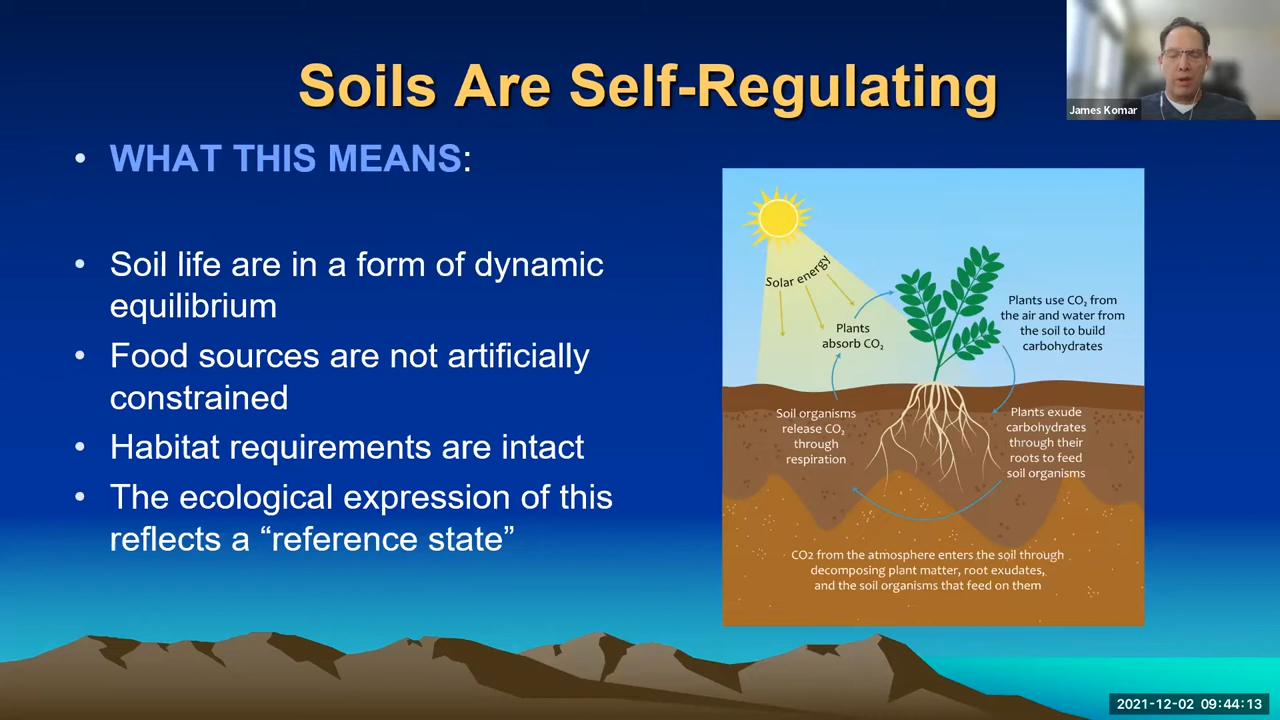 Soils Are Self-Regulating
James Komar
• WHAT THIS MEANS:
• Soil life are in a form of dynamic
equilibrium
• Food sources are not artificially
constrained
• Habitat requirements are intact
• The ecological expression of this
reflects a “reference state”
Solar energy
Plants
absorb CO₂
Plants use CO₂ from
the air and water from
the soil to build
carbohydrates
Soil organisms
release CO₂
through
respiration
Plants exude
carbohydrates
through their
roots to feed
soil organisms
CO2 from the atmosphere enters the soil through
decomposing plant matter, root exudates,
and the soil organisms that feed on them
2021-12-02 09:44:13